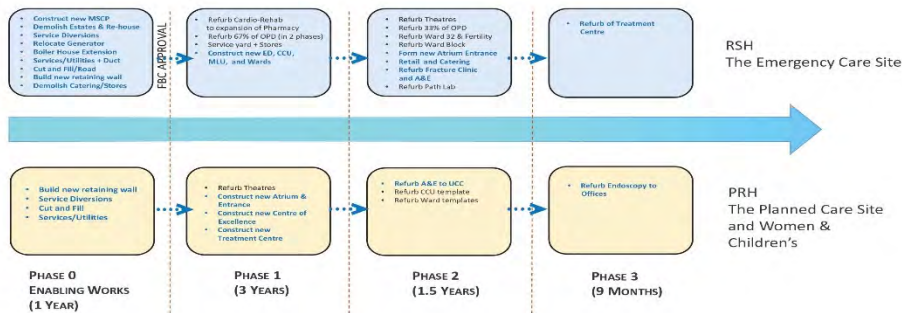 Construct new MSCP
Demolish Estates & Re-house
Service Diversions
Relocate Generator
Boiler House Extension
Services/Utilities + Duct
Cut and Fill/Road
Build new retaining wall
Demolish Catering/Stores
FBC APPROVAL
Refurb Cardio-Rehab
to expansion of Pharmacy
Refurb 67% of OPD (in 2 phases)
Service yard + Stores
Construct new ED, CCU,
MLU, and Wards
Refurb Theatres
Refurb 33% of OPD
Refurb Ward 32 & Fertility
Refurb Ward Block
Form new Atrium Entrance
Retail and Catering
Refurb Fracture Clinic
and A&E
Refurb Path Lab
Refurb of Treatment
Centre
RSH
The Emergency Care Site
Build new retaining wall
Service Diversions
Cut and Fill
Services/Utilities
Refurb Theatres
Construct new Atrium &
Entrance
Construct new Centre of
Excellence
Construct new
Treatment Centre
Refurb A&E to UCC
Refurb CCU template
Refurb Ward templates
Refurb Endoscopy to
Offices
PRH
The Planned Care Site
and Women &
Children's
PHASE 0
ENABLING WORKS
(1 YEAR)
PHASE 1
(3 YEARS)
PHASE 2
(1.5 YEARS)
PHASE 3
(9 MONTHS)